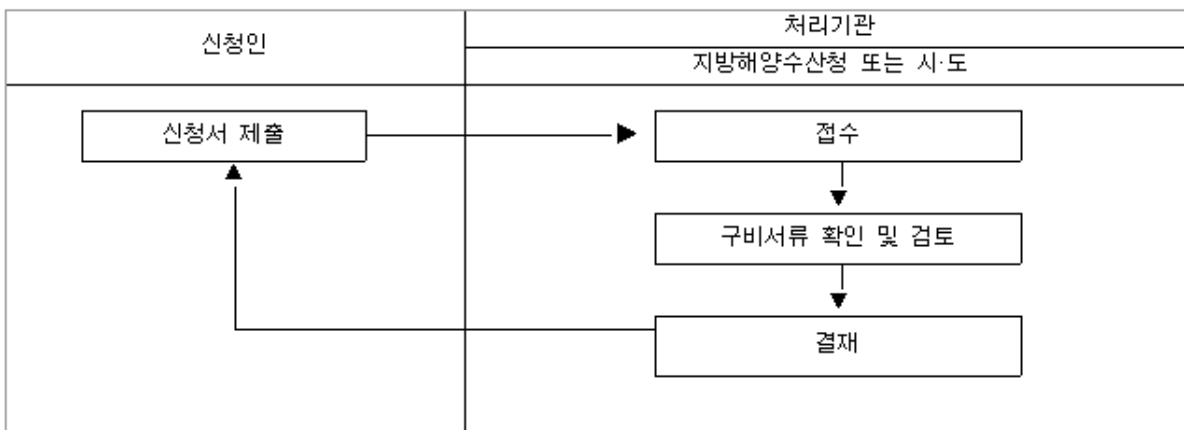 신청인
처리기관
지방해양수산청 또는 시·도
신청서 제출
접수
구비서류 확인 및 검토
결재